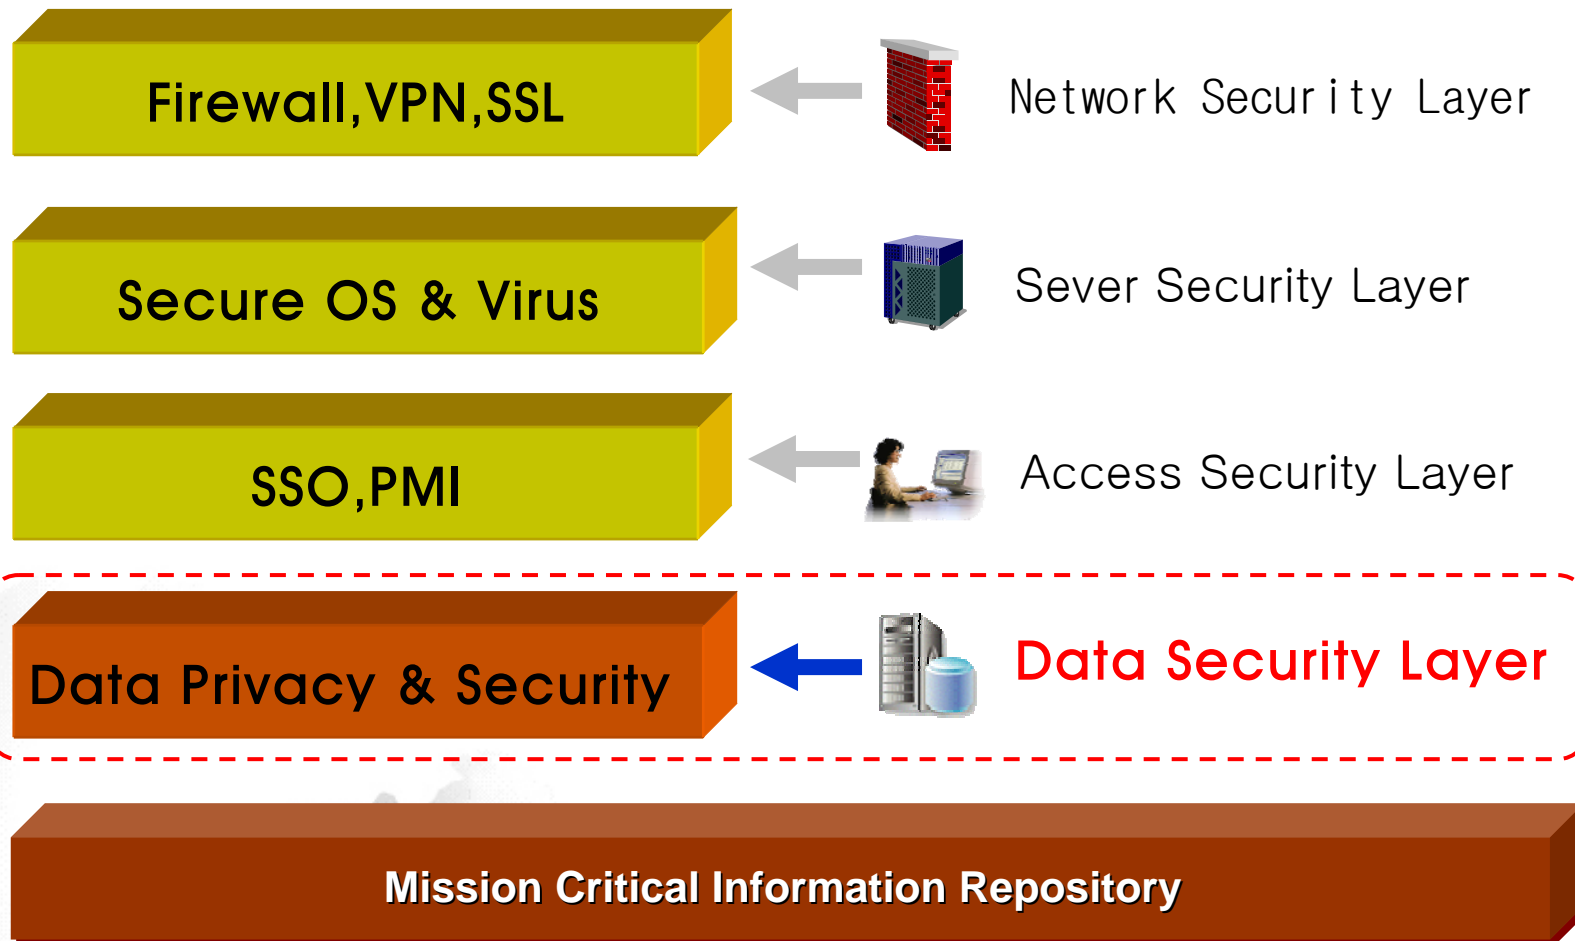 Firewall,VPN,SSL
Network Security Layer
Secure OS & Virus
Sever Security Layer
SSO,PMI
Access Security Layer
Data Privacy & Security
Data Security Layer
Mission Critical Information Repository